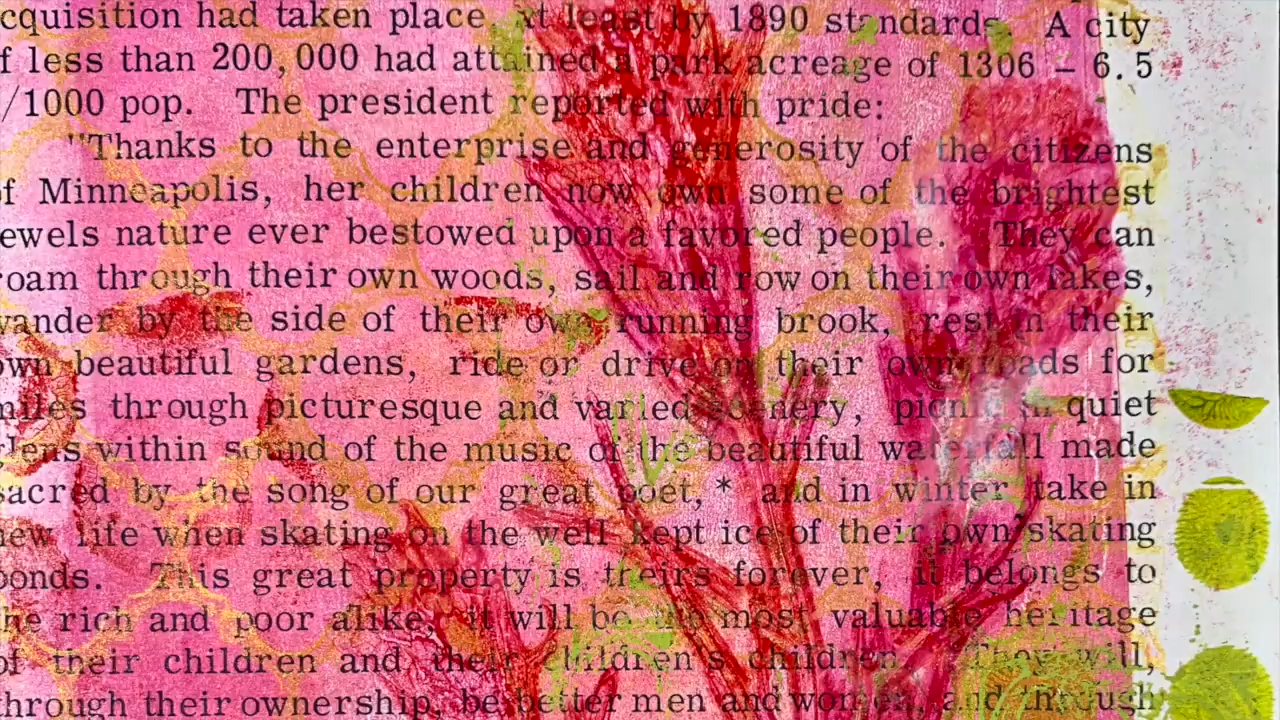 cquisition had taken place, at least by 1890 standards. A city
f less than 200,000 had attained a park acreage of 1306 – 6.5
/1000 pop. The president reported with pride:
"Thanks to the enterprise and generosity of the citizens
of Minneapolis, her children now own some of the brightest
ewels nature ever bestowed upon a favored people. They can
roam through their own woods, sail and row on their own lakes,
wander by the side of their own running brook, rest in their
own beautiful gardens, ride or drive on their own roads for
miles through picturesque and varied scenery, picnic in quiet
glens within sound of the music of the beautiful waterfall made
sacred by the song of our great poet,* and in winter take in
new life when skating on the well kept ice of their own skating
ponds. This great property is theirs forever, it belongs to
the rich and poor alike, it will be the most valuable heritage
of their children and their children's children. They will,
through their ownership, be better men and women, and through